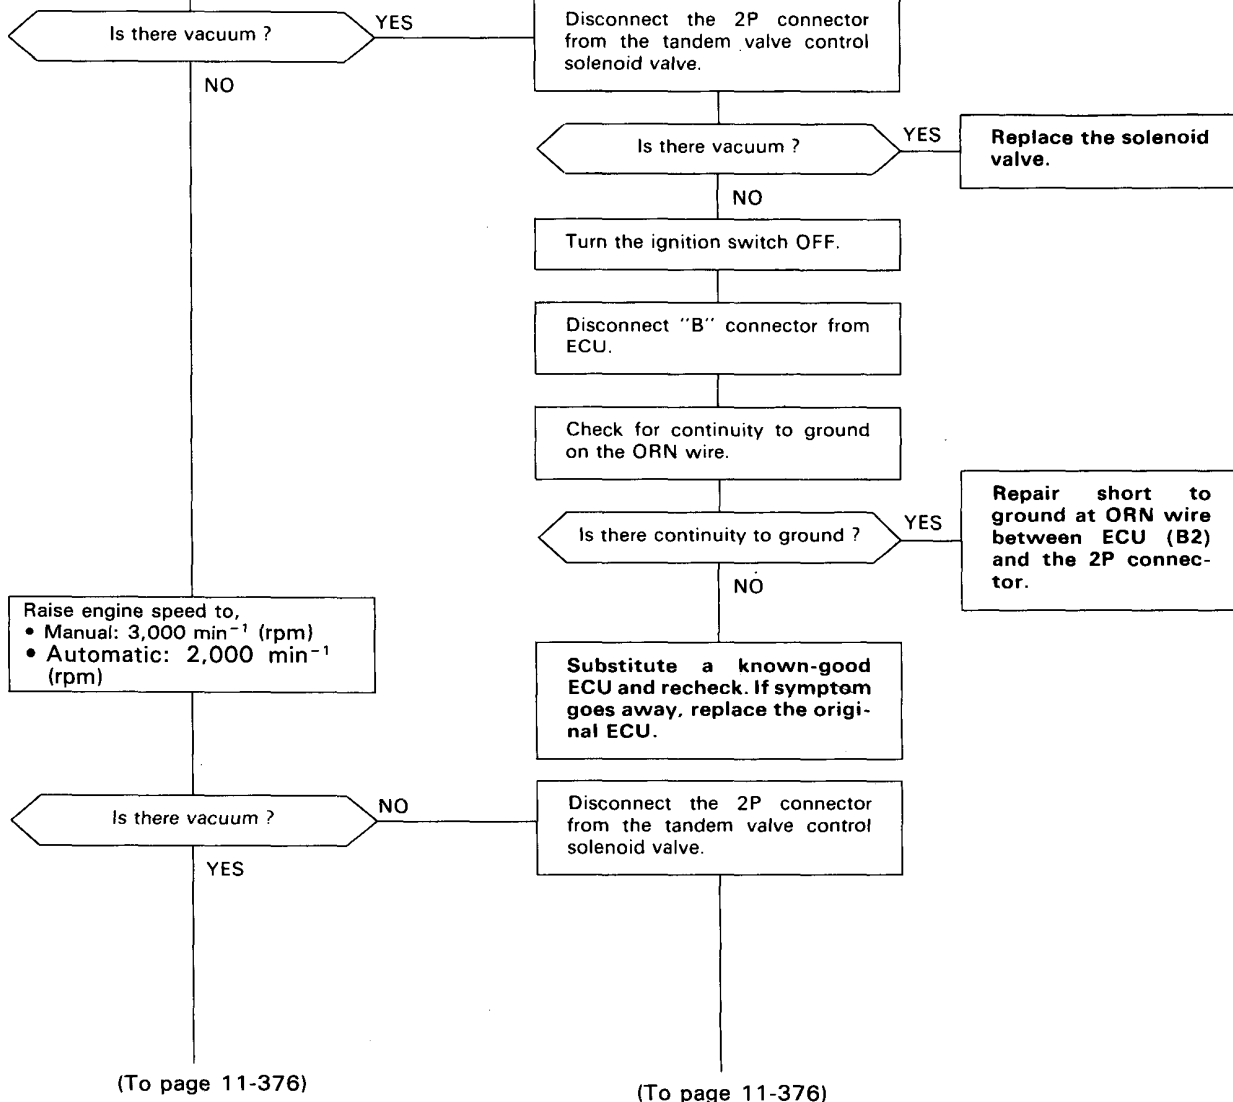 Is there vacuum ?
YES
NO
Disconnect the 2P connector
from the tandem valve control
solenoid valve.
Is there vacuum ?
YES
Replace the solenoid
valve.
NO
Turn the ignition switch OFF.
Disconnect "B" connector from
ECU.
Check for continuity to ground
on the ORN wire.
Is there continuity to ground ?
YES
Repair short to
ground at ORN wire
between ECU (B2)
and the 2P connec-
tor.
NO
Substitute a known-good
ECU and recheck. If symptom
goes away, replace the origi-
nal ECU.
Raise engine speed to,
• Manual: 3,000 min⁻¹ (rpm)
• Automatic: 2,000 min⁻¹
(rpm)
Is there vacuum ?
NO
YES
Disconnect the 2P connector
from the tandem valve control
solenoid valve.
(To page 11-376)
(To page 11-376)